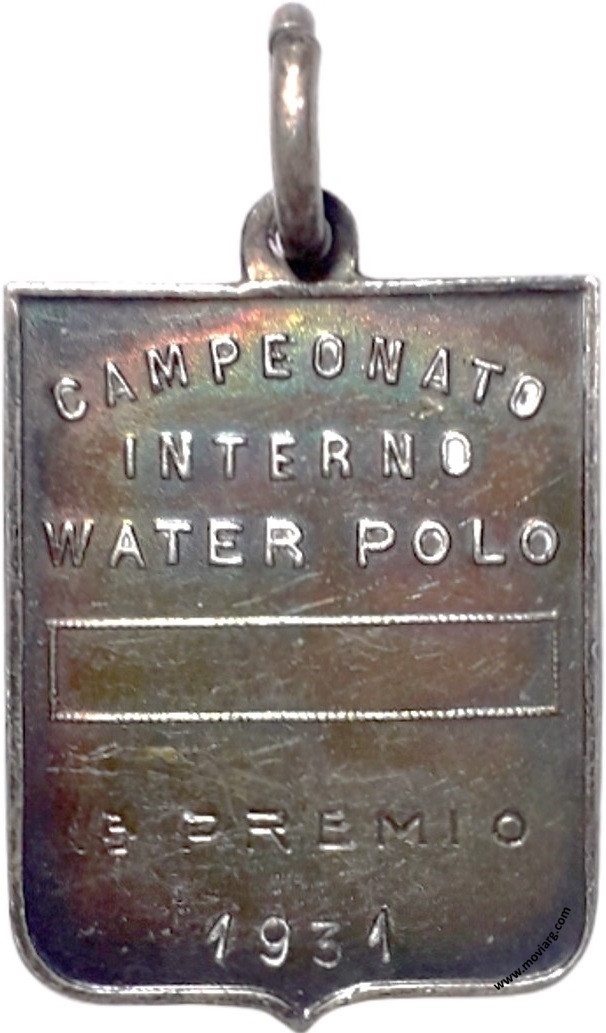 CAMPEONATO
INTERNO
WATER POLO
PREMIO
1931
www.moviarg.com